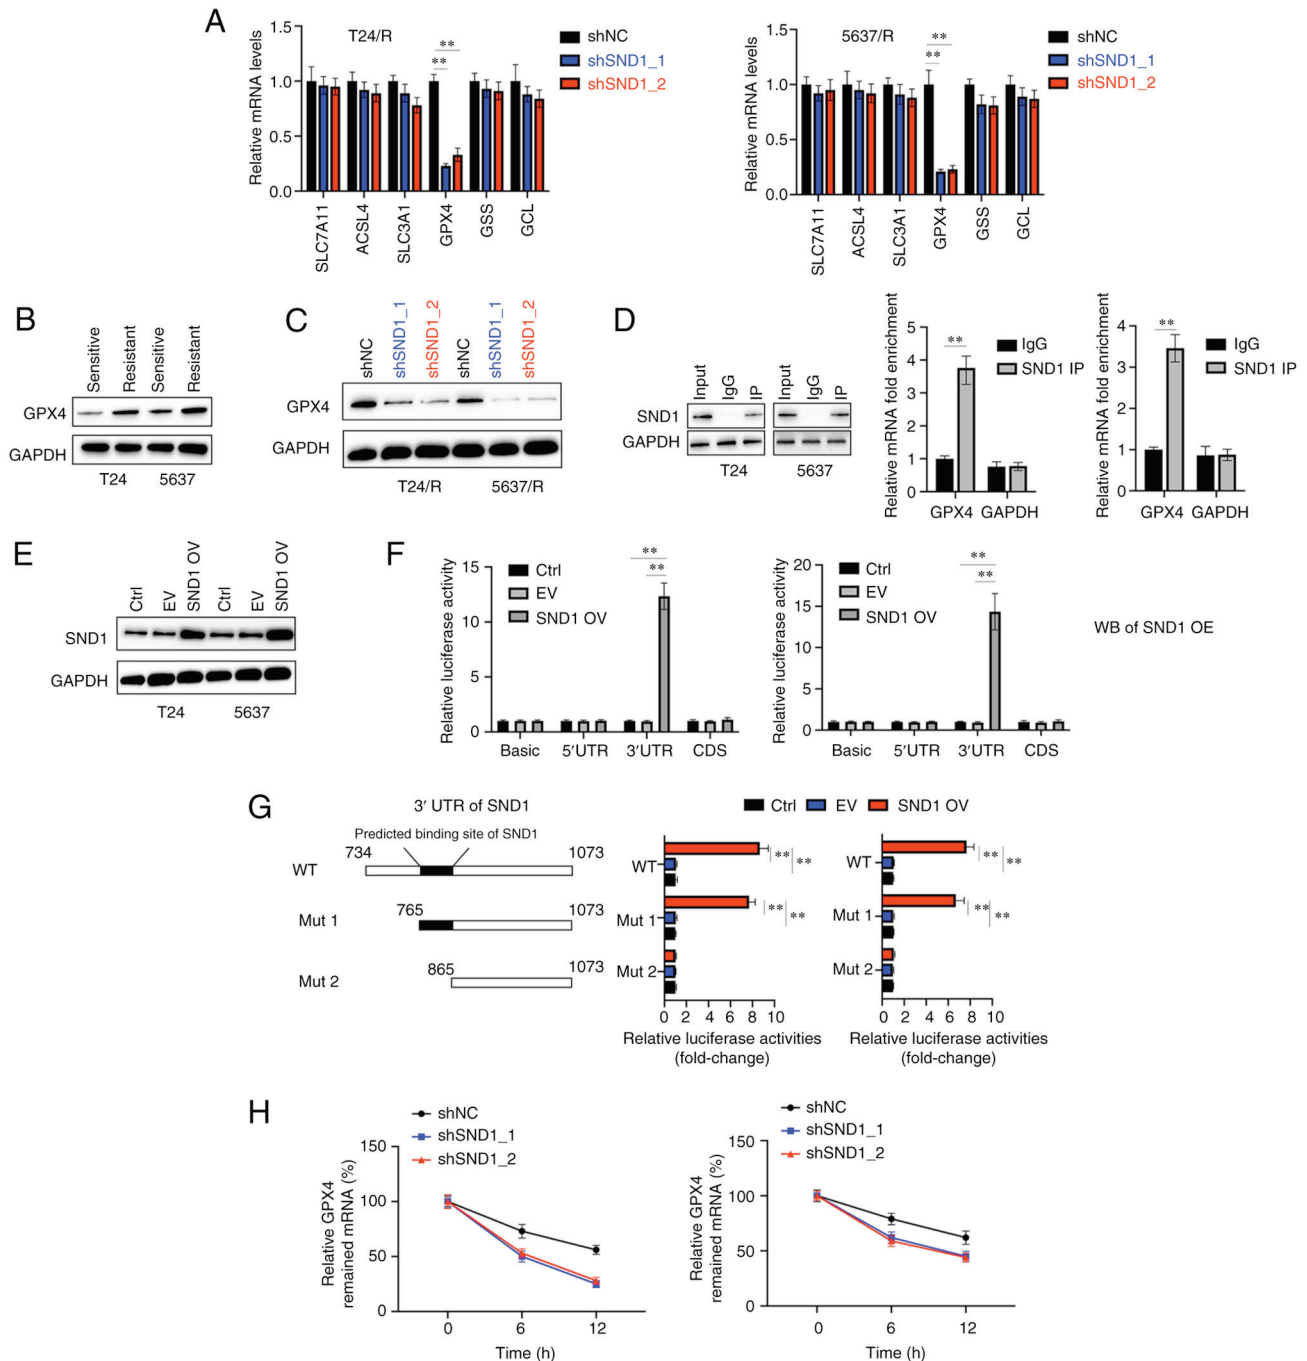 A
T24/R
Relative mRNA levels
1.5
1.0
0.5
0.0
SLC7A11
ACSL4
SLC3A1
GPX4
GSS
GCL
**
**
shNC
shSND1_1
shSND1_2
5637/R
Relative mRNA levels
1.5
1.0
0.5
0.0
SLC7A11
ACSL4
SLC3A1
GPX4
GSS
GCL
**
**
shNC
shSND1_1
shSND1_2
B
Sensitive
Resistant
Sensitive
Resistant
GPX4
GAPDH
T24 5637
C
shNC
shSND1_1
shSND1_2
shNC
shSND1_1
shSND1_2
GPX4
GAPDH
T24/R 5637/R
D
Input
IgG
IP
Input
IgG
IP
SND1
GAPDH
T24 5637
Relative mRNA fold enrichment
5
4
3
2
1
0
**
GPX4 GAPDH
IgG
SND1 IP
Relative mRNA fold enrichment
4
3
2
1
0
**
GPX4 GAPDH
IgG
SND1 IP
E
Ctrl
EV
SND1 OV
Ctrl
EV
SND1 OV
SND1
GAPDH
T24 5637
F
Relative luciferase activity
15
10
5
0
Ctrl
EV
SND1 OV
**
**
Basic 5′UTR 3′UTR CDS
Relative luciferase activity
20
15
10
5
0
Ctrl
EV
SND1 OV
**
**
Basic 5′UTR 3′UTR CDS
WB of SND1 OE
G
3′ UTR of SND1
Predicted binding site of SND1
734 1073
WT
765 1073
Mut 1
865 1073
Mut 2
Ctrl EV SND1 OV
WT
Mut 1
Mut 2
** **
** **
0 2 4 6 8 10
Relative luciferase activities
(fold-change)
WT
Mut 1
Mut 2
** **
** **
0 2 4 6 8 10
Relative luciferase activities
(fold-change)
H
shNC
shSND1_1
shSND1_2
Relative GPX4
remained mRNA (%)
150
100
50
0
0 6 12
Time (h)
shNC
shSND1_1
shSND1_2
Relative GPX4
remained mRNA (%)
150
100
50
0
0 6 12
Time (h)